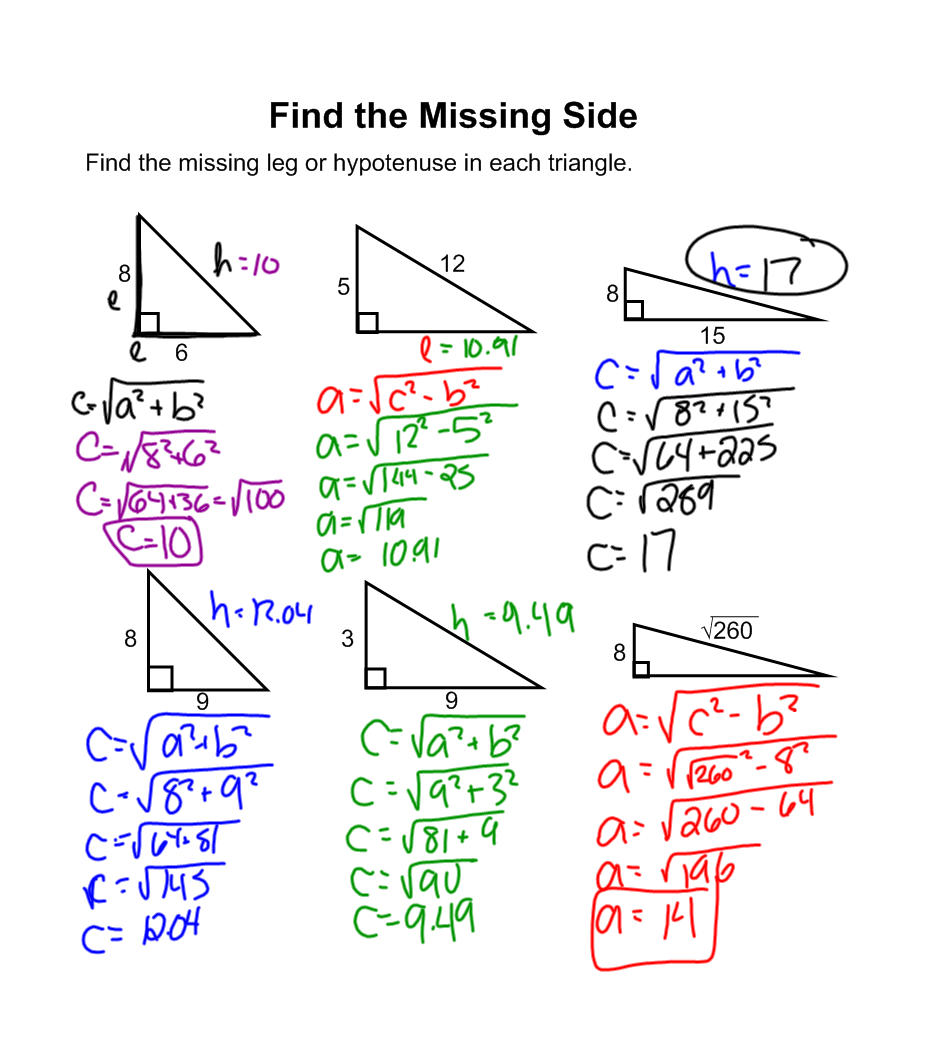 Find the Missing Side
Find the missing leg or hypotenuse in each triangle.
8
h=10
l
l 6
C=√a²+b²
C=√8²+6²
C=√64+36=√100
C=10
5
12
l=10.91
a=√c²-b²
a=√12²-5²
a=√144-25
a=√119
a=10.91
8
h=17
15
C=√a²+b²
C=√8²+15²
C=√64+225
C=√289
C=17
8
h=12.04
9
C=√a²+b²
C=√8²+9²
C=√64+81
C=√145
C=12.04
3
h=9.49
9
C=√a²+b²
C=√9²+3²
C=√81+9
C=√90
C=9.49
8
√260
a=√c²-b²
a=√√260²-8²
a=√260-64
a=√196
a=14